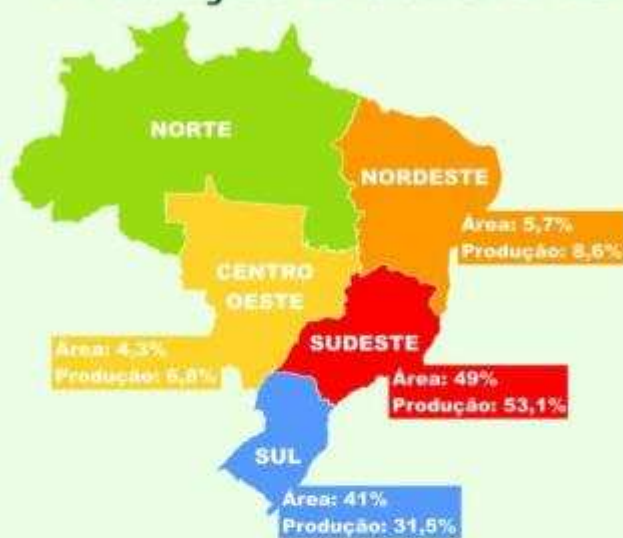 NORTE
NORDESTE
Área: 5,7%
Produção: 8,6%
CENTRO
OESTE
Área: 4,3%
Produção:
SUDESTE
Área: 49%
Produção: 53,1%
SUL
Área: 41%
Produção: 31,5%